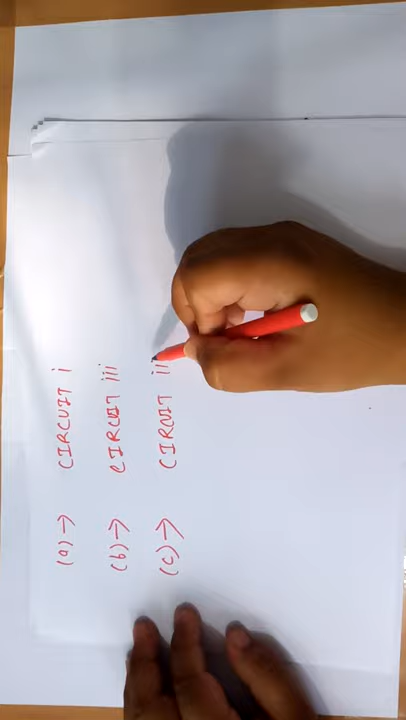 (a) → CIRCUIT i
(b) → CIRCUIT iii
(c) → CIRCUIT ii